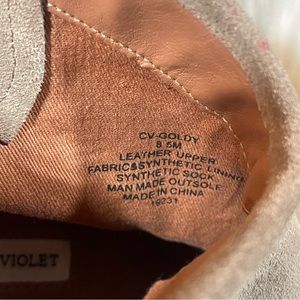 CV-GOLDY
8.5M
LEATHER UPPER
FABRIC&SYNTHETIC LINING
SYNTHETIC SOCK
MAN MADE OUTSOLE
MADE IN CHINA
VIOLET